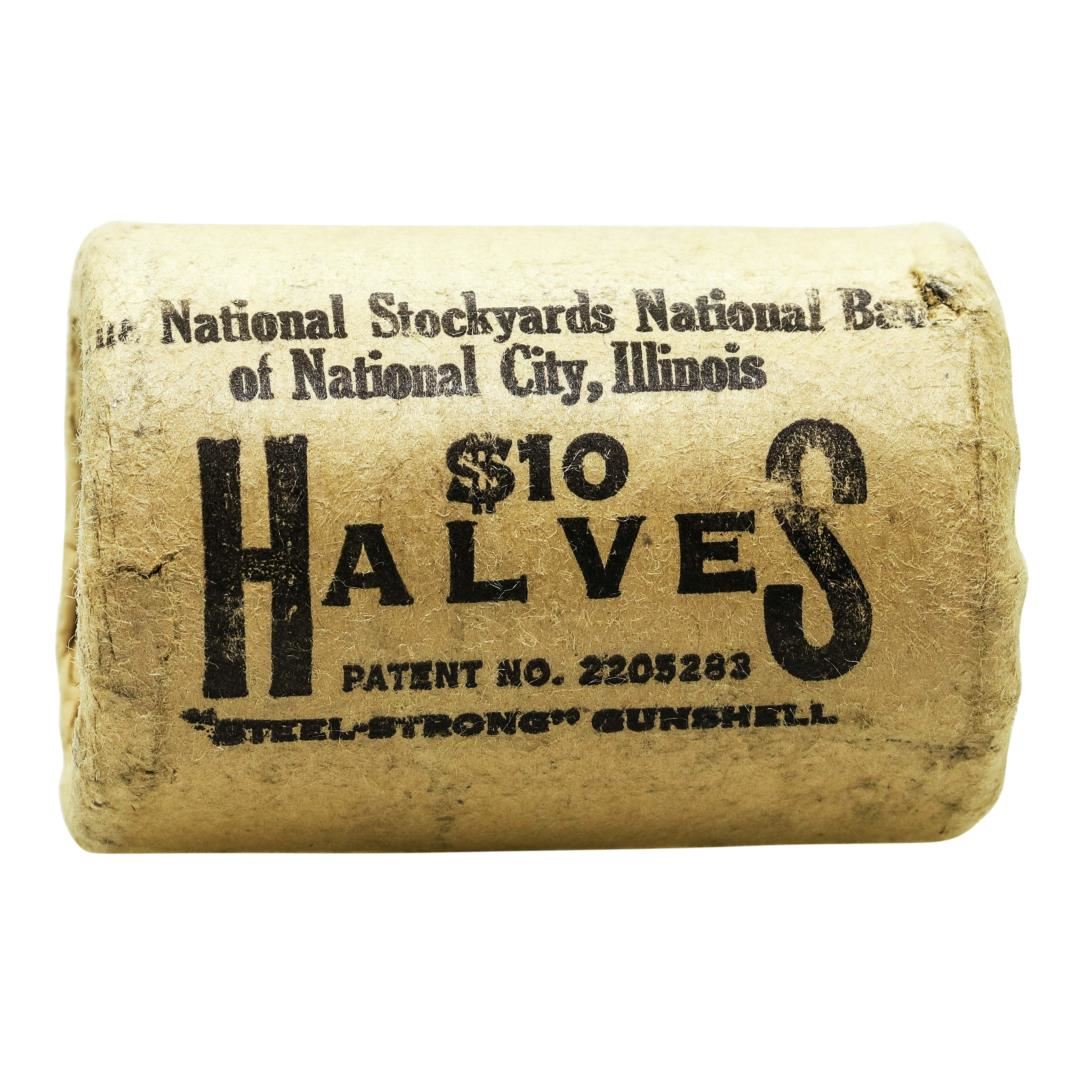 National Stockyards National
of National City, Illinois
$10
HALVES
PATENT NO. 2205283
"STEEL-STRONG" GUNSHELL